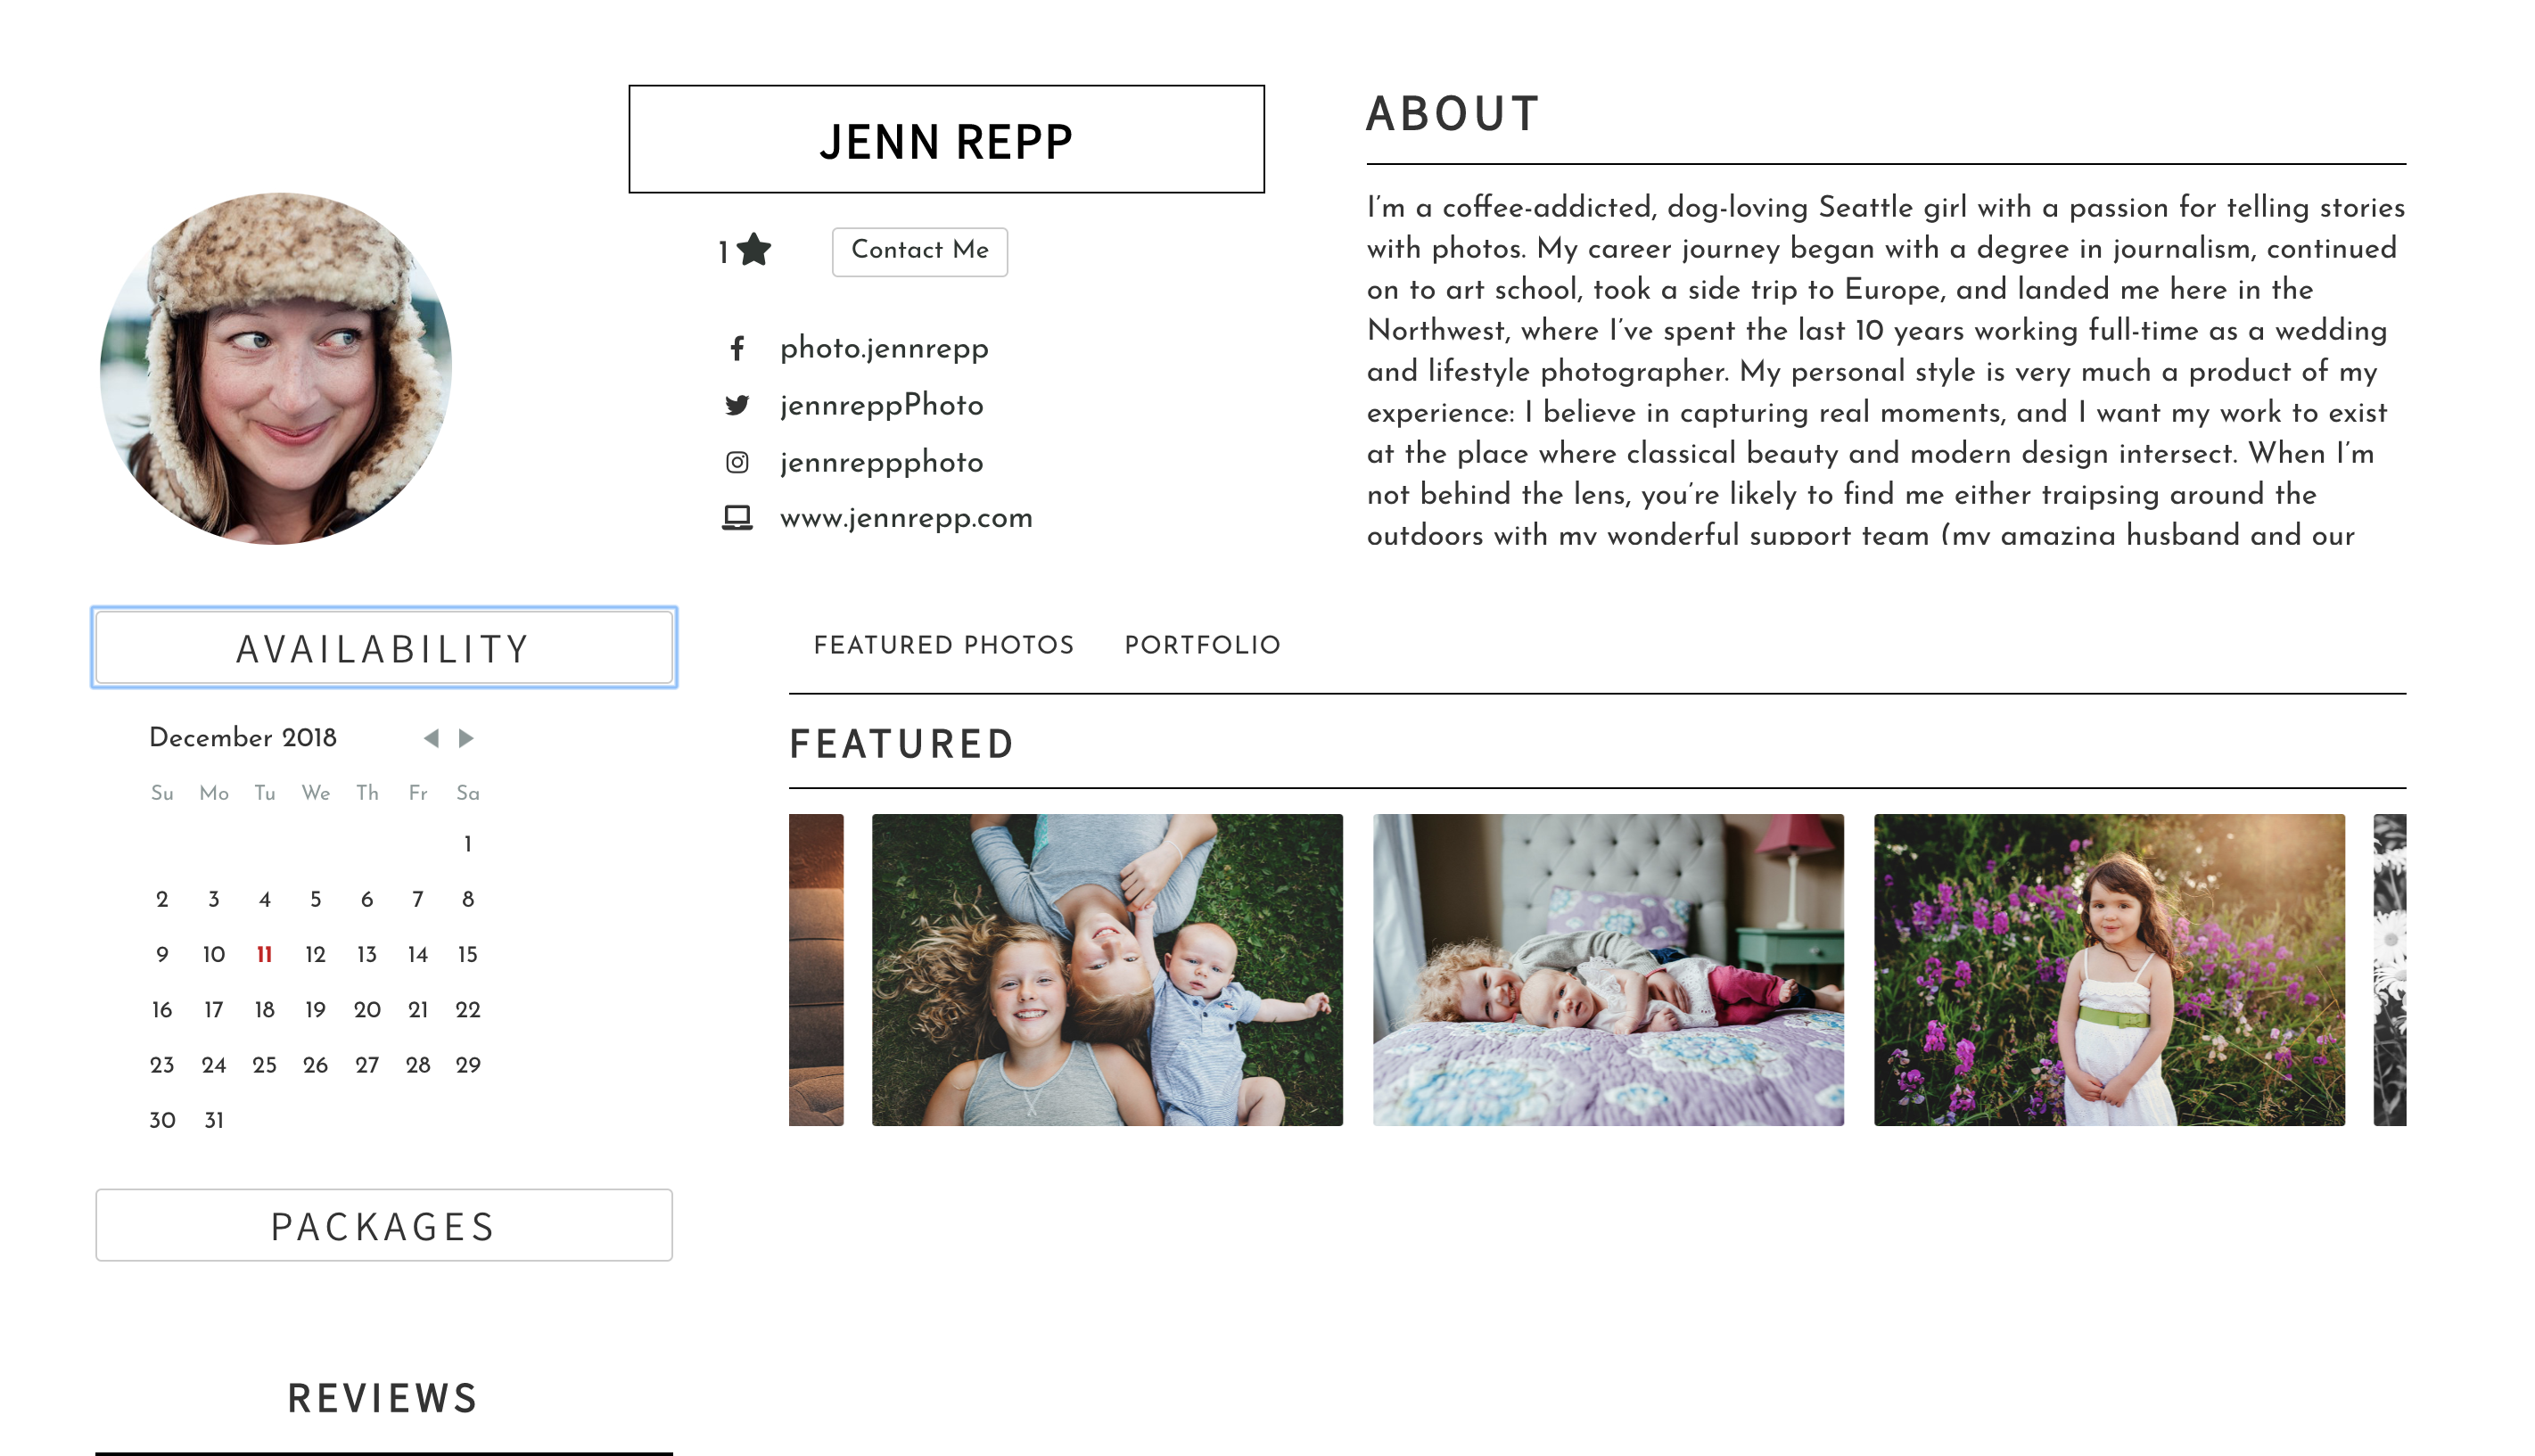 JENN REPP
1
Contact Me
photo.jennrepp
jennreppPhoto
jennreppphoto
www.jennrepp.com
ABOUT
I'm a coffee-addicted, dog-loving Seattle girl with a passion for telling stories
with photos. My career journey began with a degree in journalism, continued
on to art school, took a side trip to Europe, and landed me here in the
Northwest, where I've spent the last 10 years working full-time as a wedding
and lifestyle photographer. My personal style is very much a product of my
experience: I believe in capturing real moments, and I want my work to exist
at the place where classical beauty and modern design intersect. When I'm
not behind the lens, you're likely to find me either traipsing around the
outdoors with my wonderful support team (my amazing husband and our
AVAILABILITY
December 2018
Su Mo Tu We Th Fr Sa
1
2 3 4 5 6 7 8
9 10 11 12 13 14 15
16 17 18 19 20 21 22
23 24 25 26 27 28 29
30 31
PACKAGES
REVIEWS
FEATURED PHOTOS PORTFOLIO
FEATURED